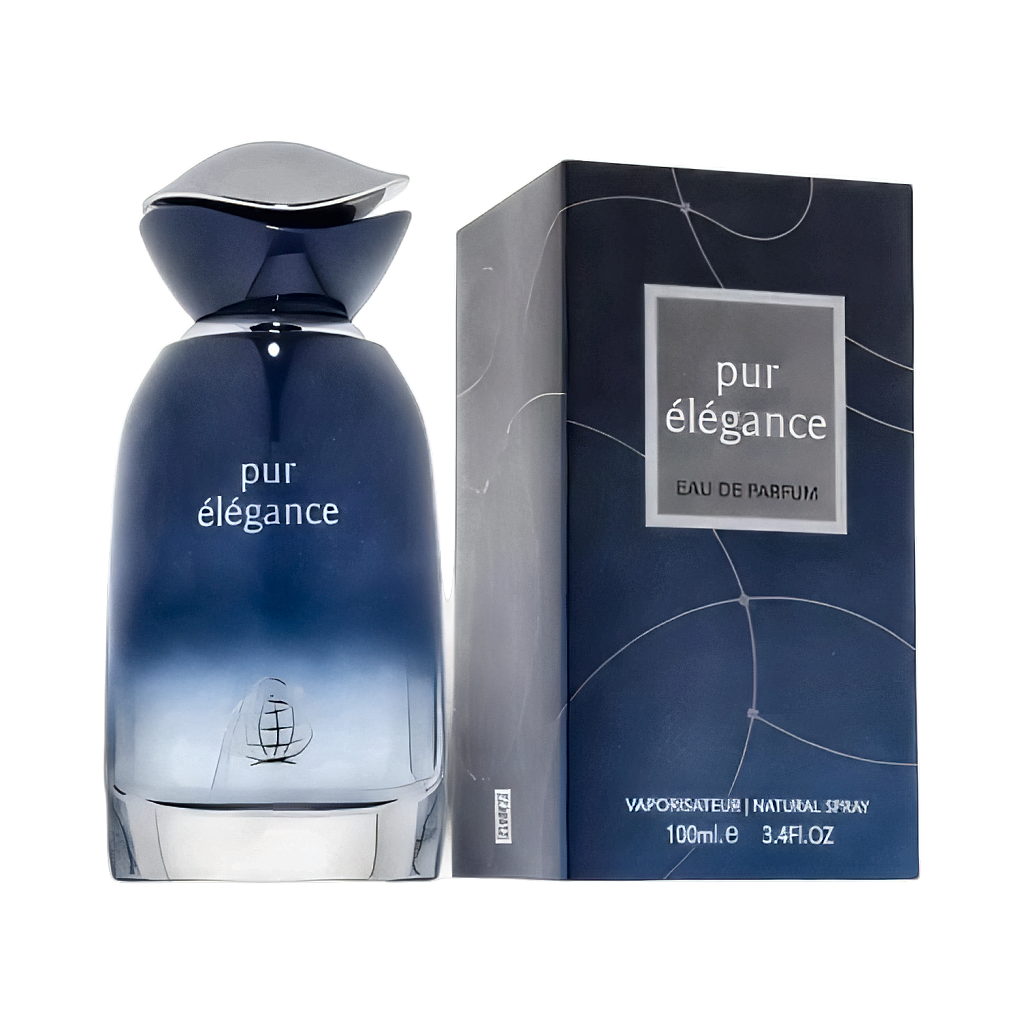 pur
élégance
pur
élégance
EAU DE PARFUM
VAPORISATEUR | NATURAL SPRAY
100ml.e 3.4Fl.OZ